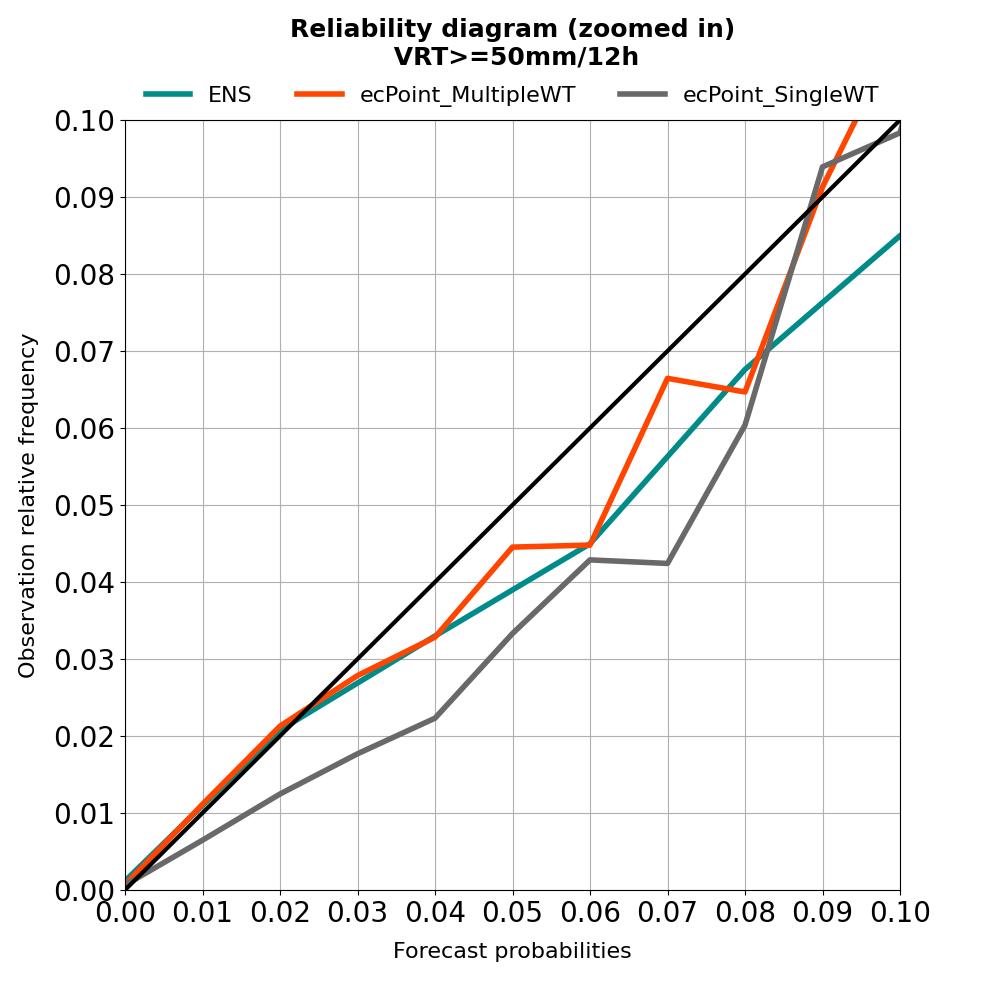 Reliability diagram (zoomed in)
VRT>=50mm/12h
ENS ecPoint_MultipleWT ecPoint_SingleWT
0.10
0.09
0.08
0.07
0.06
0.05
0.04
0.03
0.02
0.01
0.00
Observation relative frequency
0.00 0.01 0.02 0.03 0.04 0.05 0.06 0.07 0.08 0.09 0.10
Forecast probabilities